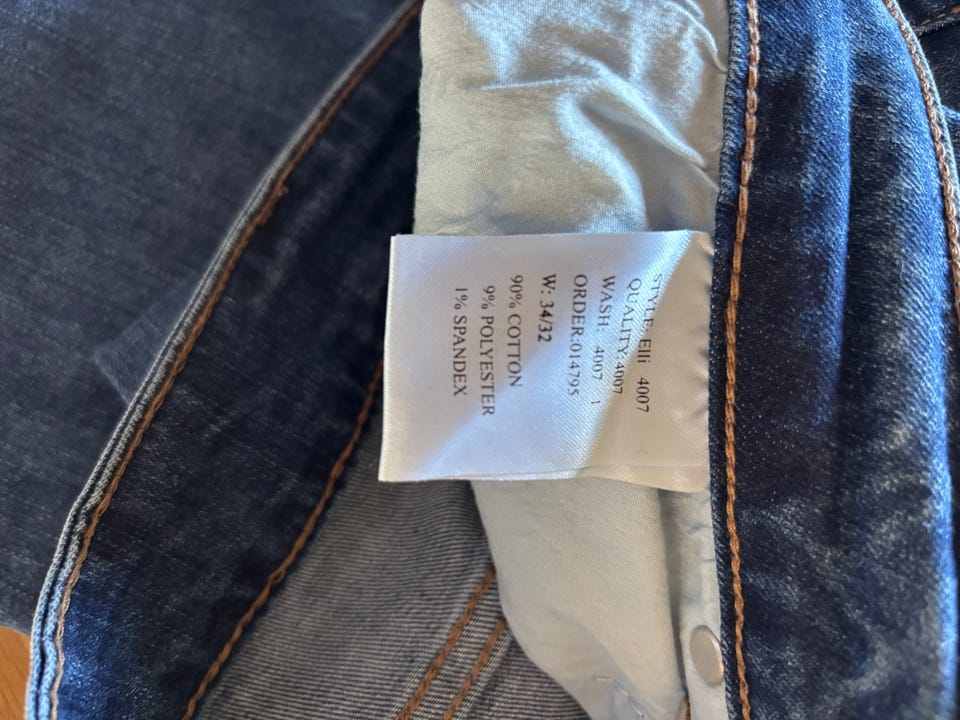 STYLE: Elli 4007
QUALITY:4007
WASH: 4007 1
ORDER:014795
W: 34/32
90% COTTON
9% POLYESTER
1% SPANDEX